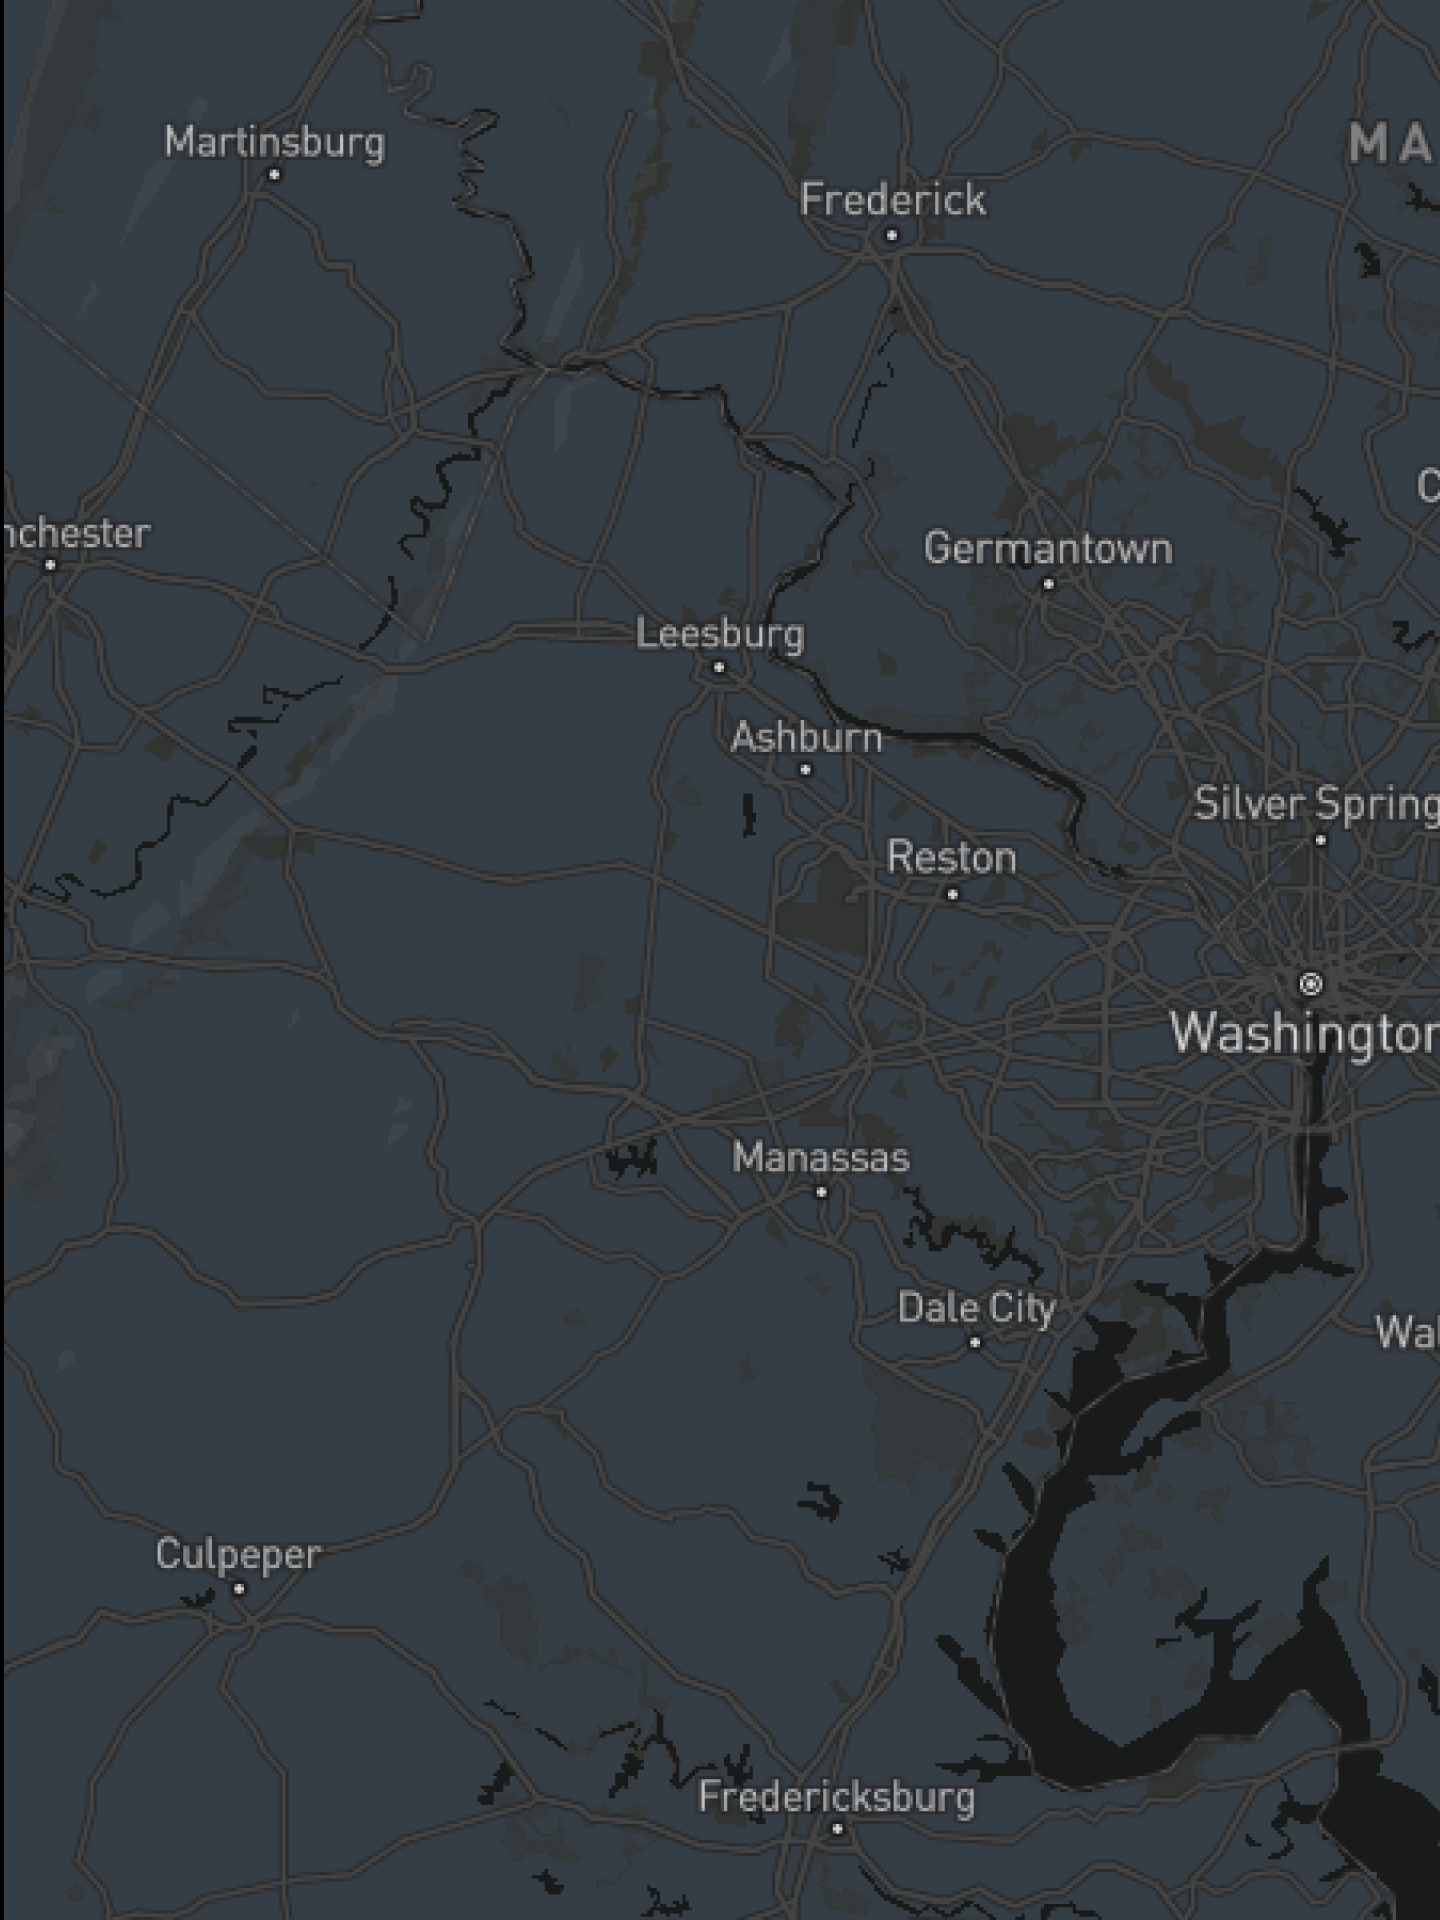 Martinsburg
MA
Frederick
C
nchester
Germantown
Leesburg
Ashburn
Silver Spring
Reston
Washington
Manassas
Dale City
Wal
Culpeper
Fredericksburg